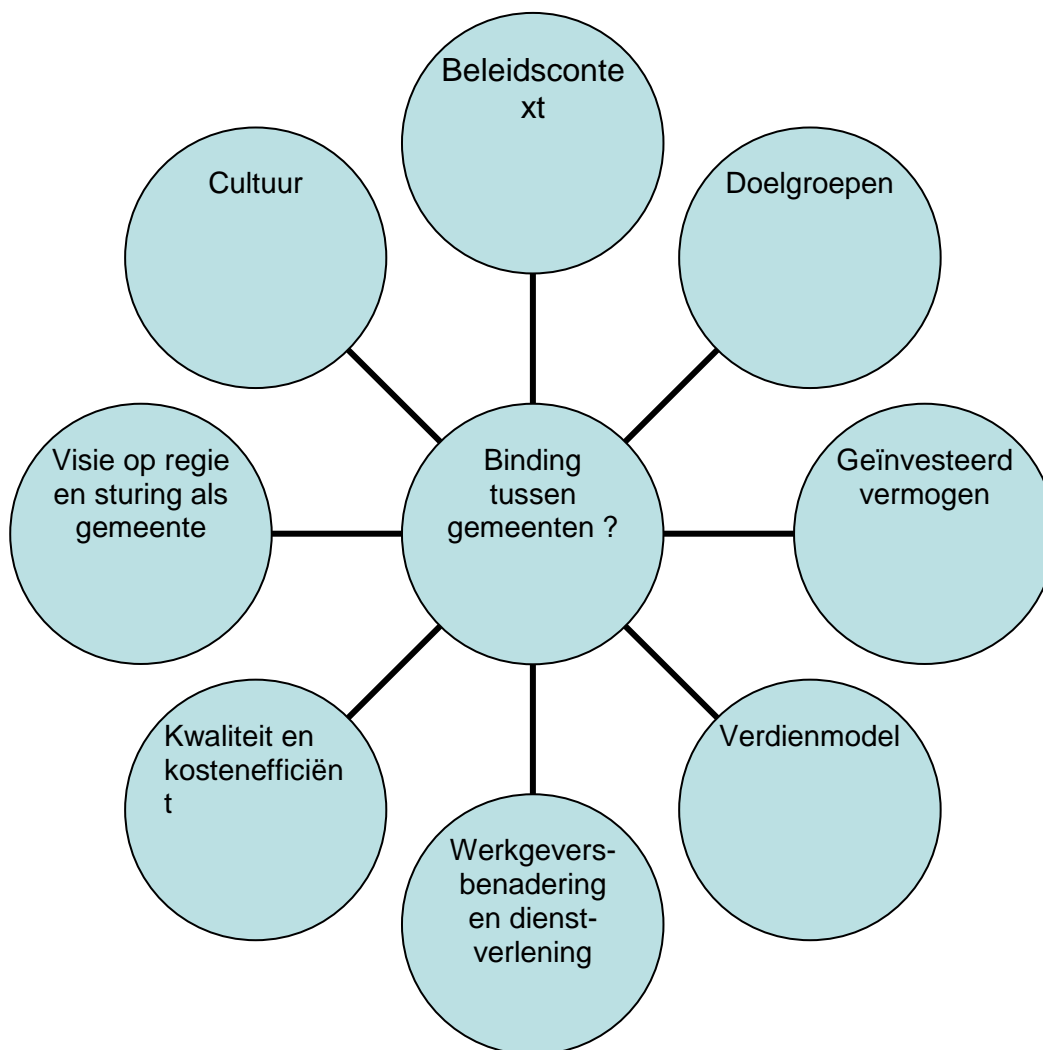 Beleidsconte
xt
Cultuur
Doelgroepen
Visie op regie
en sturing als
gemeente
Binding
tussen
gemeenten ?
Geïnvesteerd
vermogen
Kwaliteit en
kostenefficiën
t
Verdienmodel
Werkgevers-
benadering
en dienst-
verlening